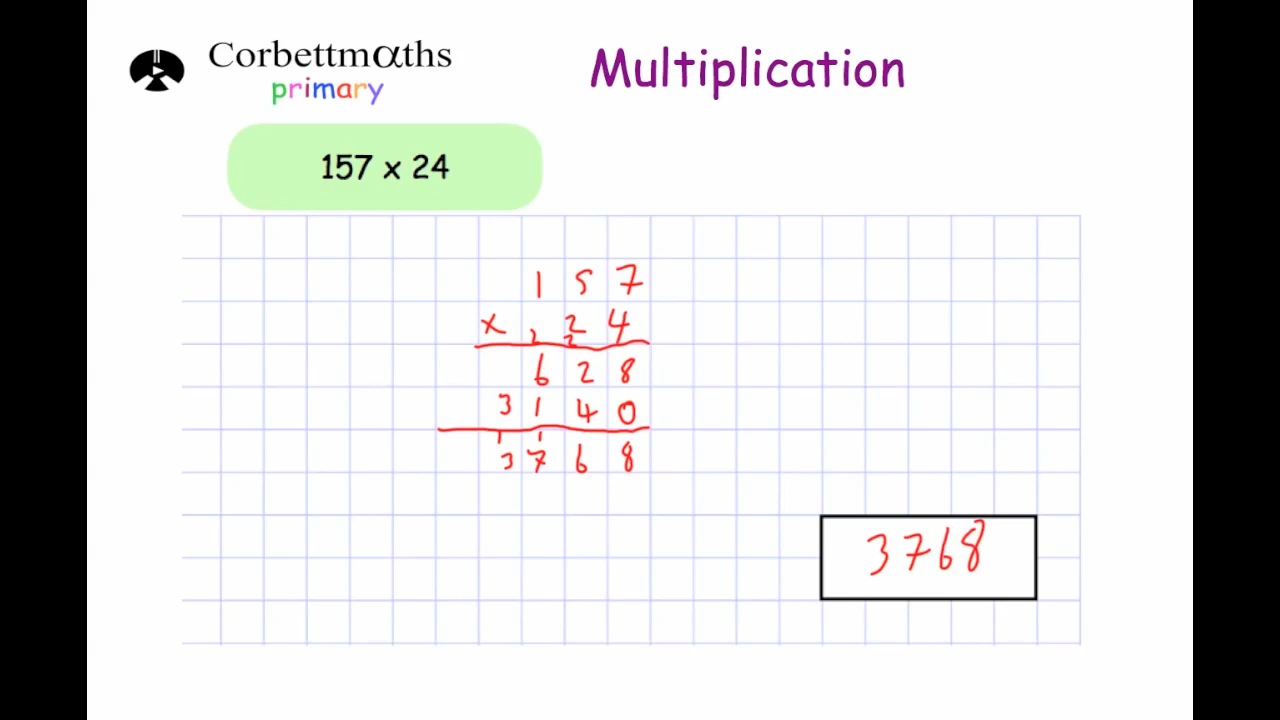 Corbettmαths
primary
Multiplication
157 x 24
1 5 7
x 2 4
2 2
6 2 8
3 1 4 0
1 1
3 7 6 8
3768